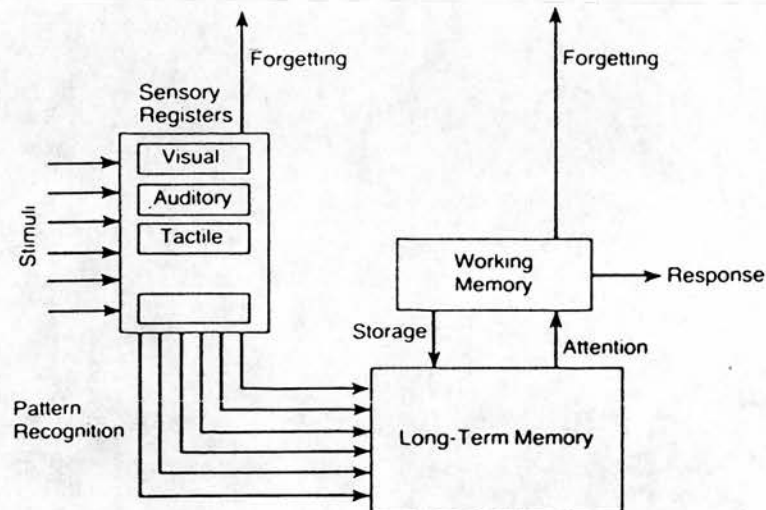 Forgetting
Forgetting
Sensory
Registers
Visual
Auditory
Tactile
Stimuli
Working
Memory
Response
Storage
Attention
Pattern
Recognition
Long-Term Memory